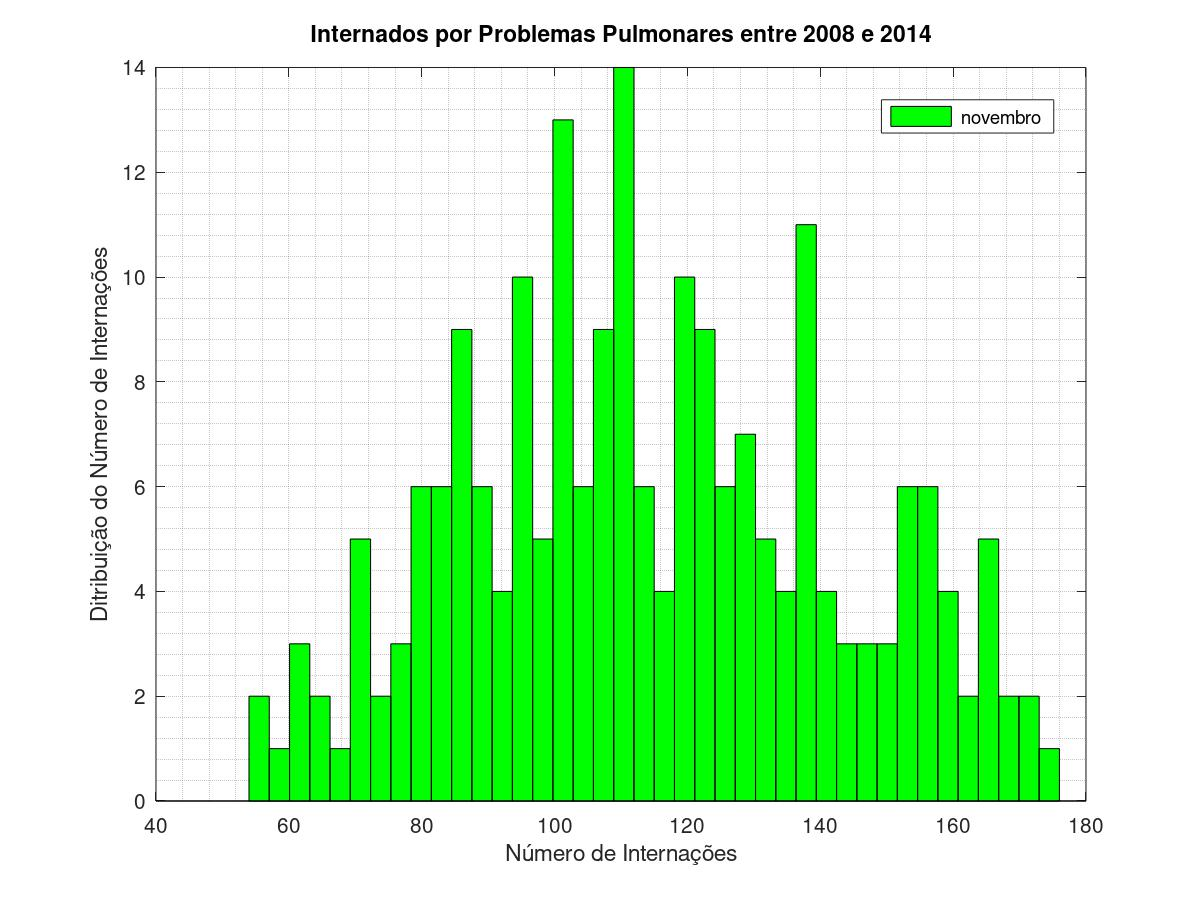 Internados por Problemas Pulmonares entre 2008 e 2014
novembro
14
12
10
8
6
4
2
0
Ditribuição do Número de Internações
40 60 80 100 120 140 160 180
Número de Internações